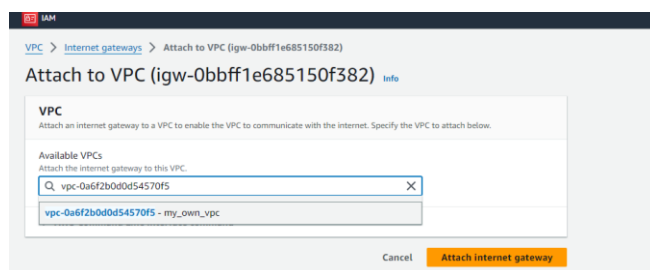 IAM
VPC > Internet gateways > Attach to VPC (igw-0bbff1e685150f382)
Attach to VPC (igw-0bbff1e685150f382) Info
VPC
Attach an internet gateway to a VPC to enable the VPC to communicate with the internet. Specify the VPC to attach below.
Available VPCs
Attach the internet gateway to this VPC.
vpc-0a6f2b0d0d54570f5
vpc-0a6f2b0d0d54570f5 - my_own_vpc
Cancel Attach internet gateway